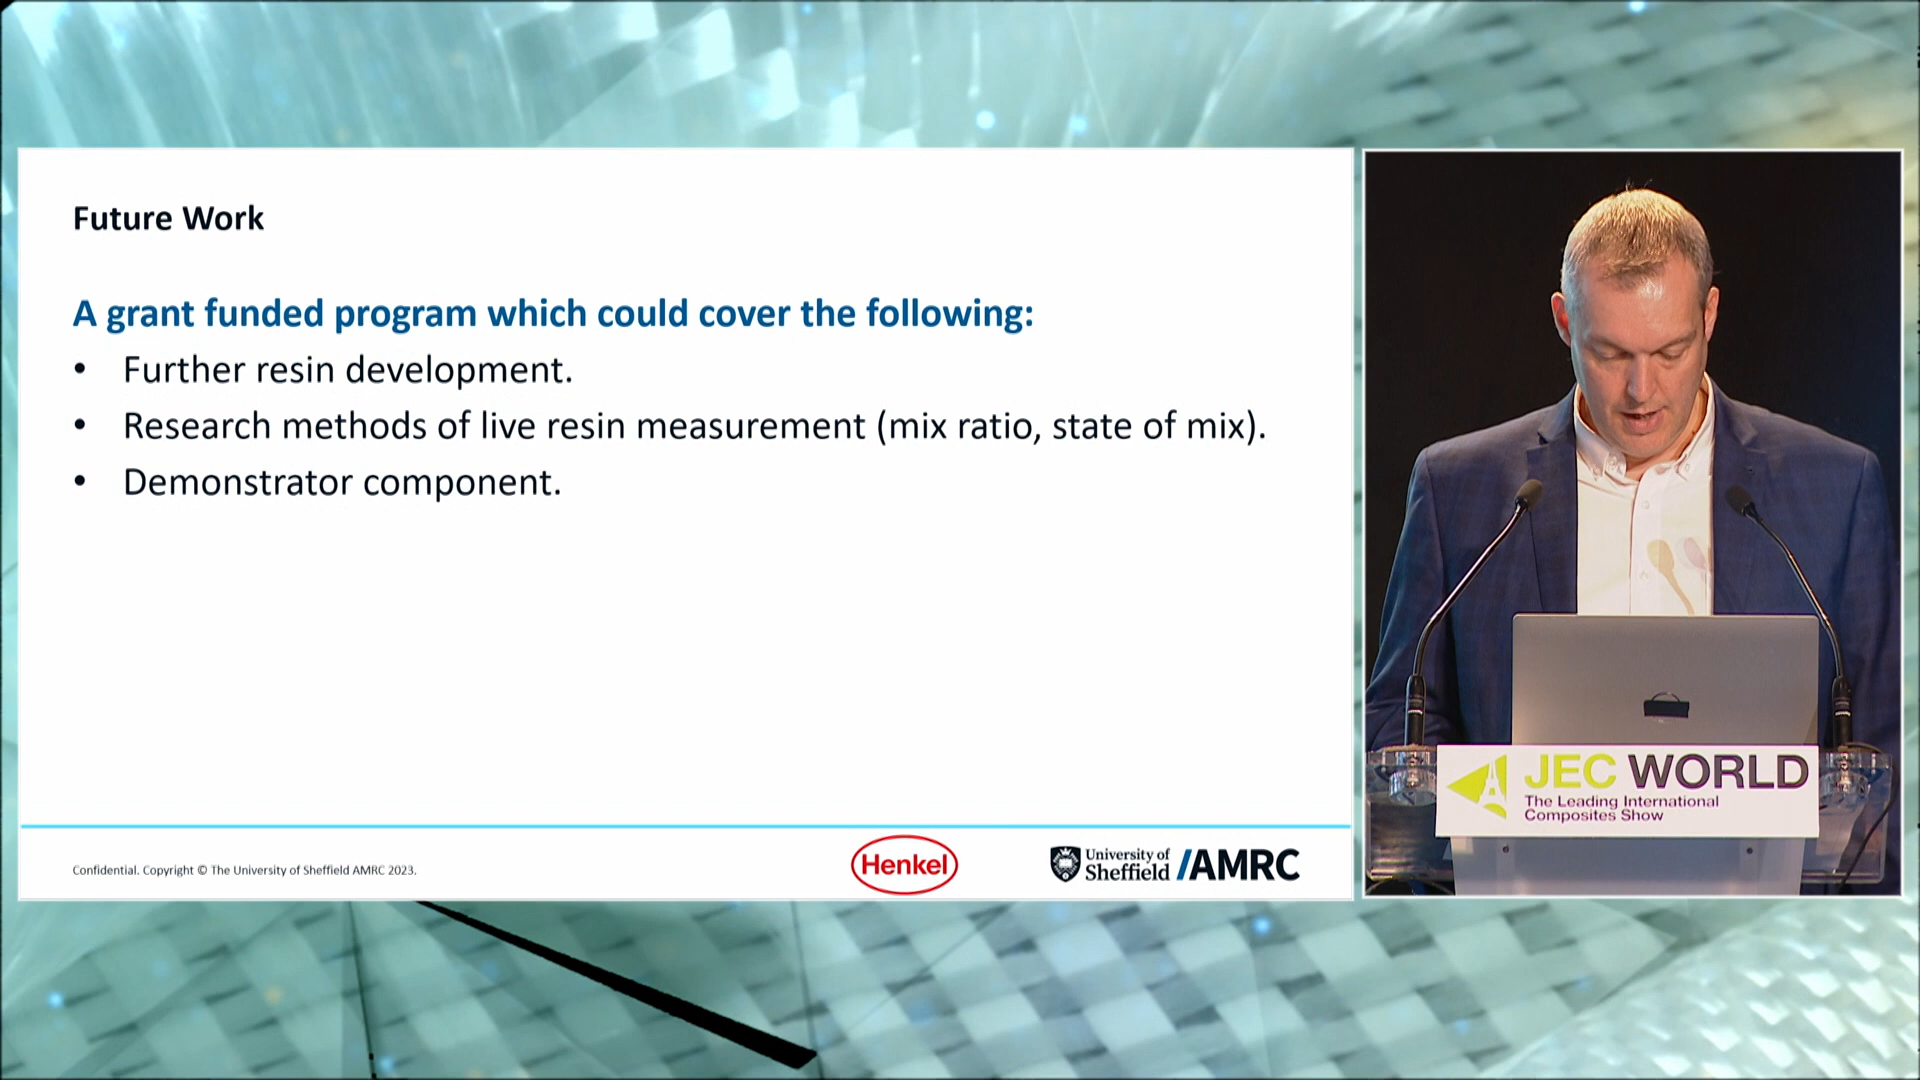 Future Work
A grant funded program which could cover the following:
• Further resin development.
• Research methods of live resin measurement (mix ratio, state of mix).
• Demonstrator component.
Confidential. Copyright © The University of Sheffield AMRC 2023.
Henkel
University of
Sheffield
/AMRC
JEC WORLD
The Leading International
Composites Show